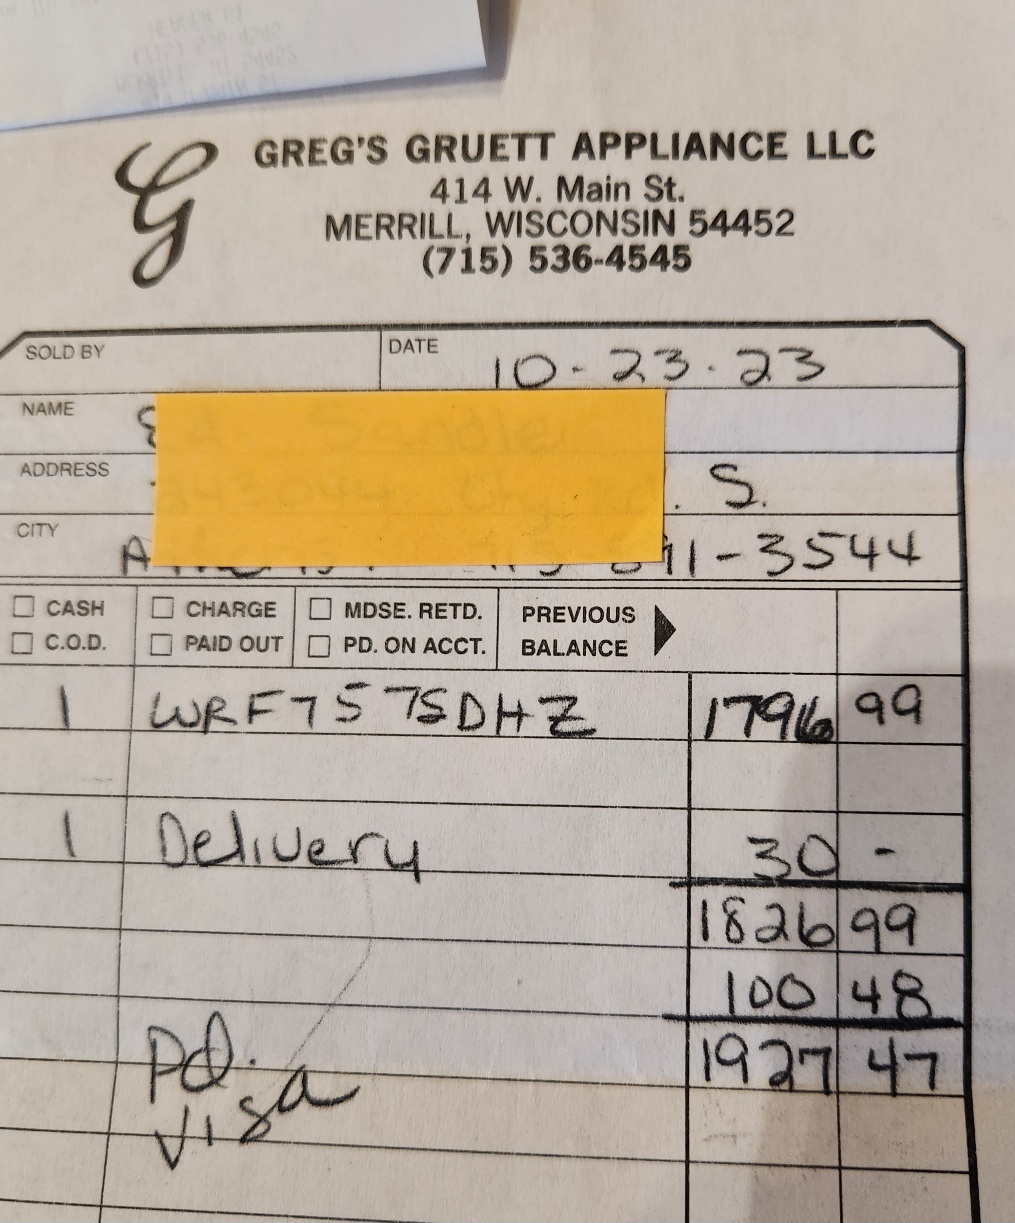 GREG'S GRUETT APPLIANCE LLC
414 W. Main St.
MERRILL, WISCONSIN 54452
(715) 536-4545
SOLD BY
DATE 10-23-23
NAME
ADDRESS S.
CITY 1-3544
CASH CHARGE MDSE. RETD. PREVIOUS
C.O.D. PAID OUT PD. ON ACCT. BALANCE
1 WRF757SDHZ 1796 99
1 Delivery 30 -
1826 99
100 48
Pd. 1927 47
Visa